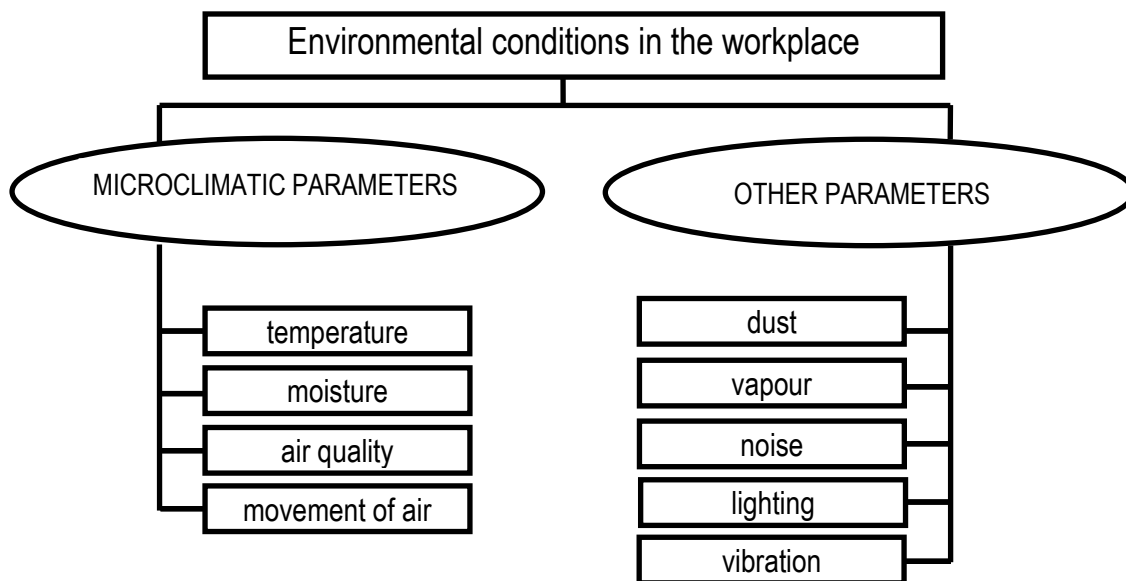 Environmental conditions in the workplace
MICROCLIMATIC PARAMETERS
OTHER PARAMETERS
temperature
moisture
air quality
movement of air
dust
vapour
noise
lighting
vibration